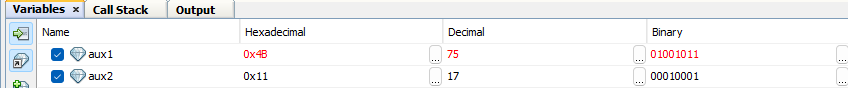 Variables × Call Stack Output
Name Hexadecimal Decimal Binary
aux1 0x4B ... 75 ... 01001011 ...
aux2 0x11 ... 17 ... 00010001 ...